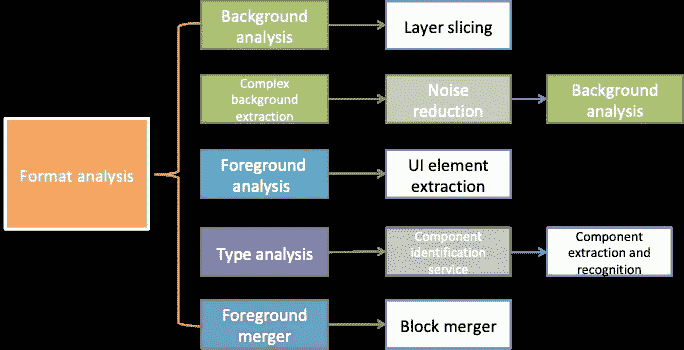 Format analysis
Background
analysis
Layer slicing
Complex
background
extraction
Noise
reduction
Background
analysis
Foreground
analysis
UI element
extraction
Type analysis
Component
identification
service
Component
extraction and
recognition
Foreground
merger
Block merger